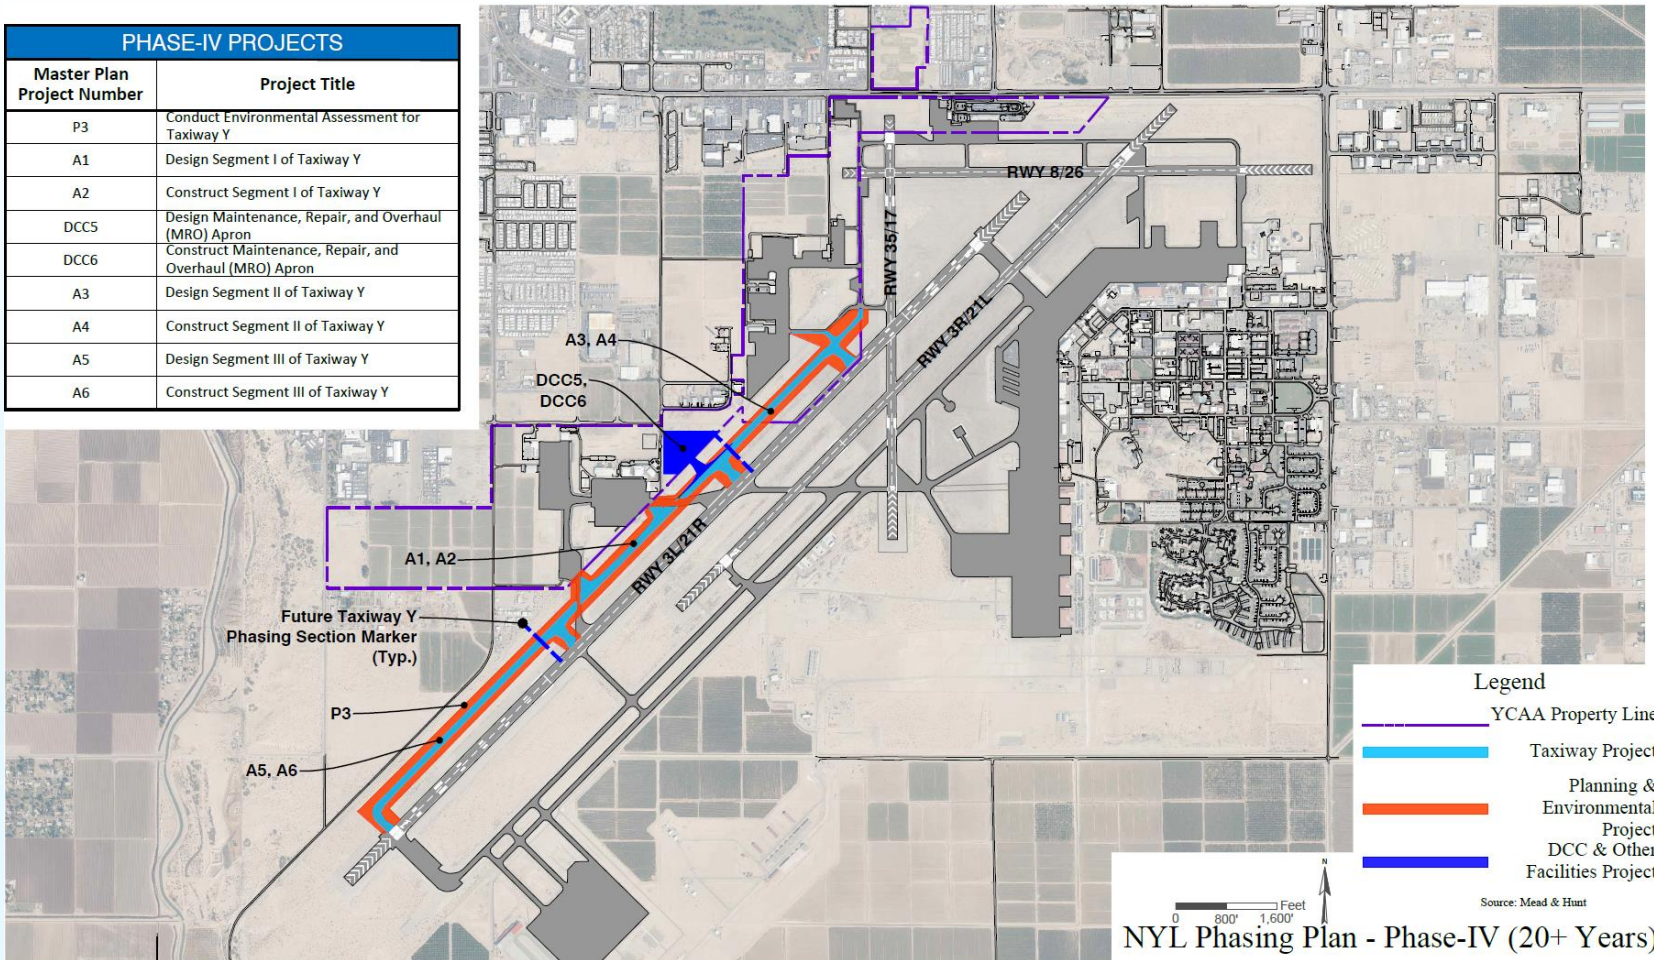 PHASE-IV PROJECTS
Master Plan
Project Number
Project Title
P3
Conduct Environmental Assessment for
Taxiway Y
A1
Design Segment I of Taxiway Y
A2
Construct Segment I of Taxiway Y
DCC5
Design Maintenance, Repair, and Overhaul
(MRO) Apron
DCC6
Construct Maintenance, Repair, and
Overhaul (MRO) Apron
A3
Design Segment II of Taxiway Y
A4
Construct Segment II of Taxiway Y
A5
Design Segment III of Taxiway Y
A6
Construct Segment III of Taxiway Y
RWY 8/26
RWY 35/17
RWY 3R/21L
A3, A4
DCC5,
DCC6
A1, A2
RWY 3L/21R
Future Taxiway Y
Phasing Section Marker
(Typ.)
P3
A5, A6
Legend
YCAA Property Line
Taxiway Project
Planning &
Environmental
Project
DCC & Other
Facilities Project
Source: Mead & Hunt
N
Feet
0 800' 1,600'
NYL Phasing Plan - Phase-IV (20+ Years)